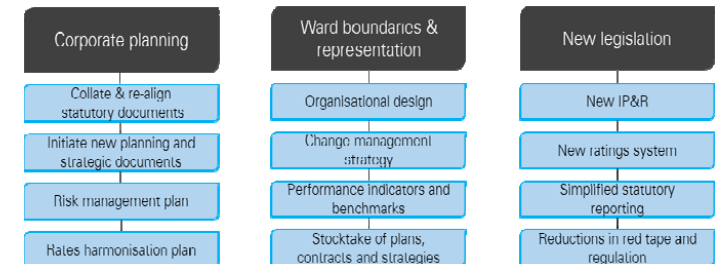 Corporate planning
Collate & re-align
statutory documents
Initiate new planning and
strategic documents
Risk management plan
Rates harmonisation plan
Ward boundaries &
representation
Organisational design
Change management
strategy
Performance indicators and
benchmarks
Stocktake of plans,
contracts and strategies
New legislation
New IP&R
New ratings system
Simplified statutory
reporting
Reductions in red tape and
regulation